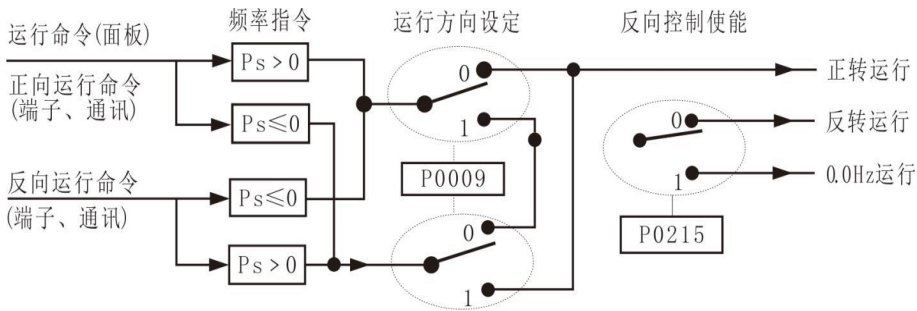 频率指令
运行方向设定
反向控制使能
运行命令(面板)
正向运行命令
(端子、通讯)
反向运行命令
(端子、通讯)
Ps>0
Ps≤0
Ps≤0
Ps>0
0
1
P0009
0
1
0
1
P0215
正转运行
反转运行
0.0Hz运行